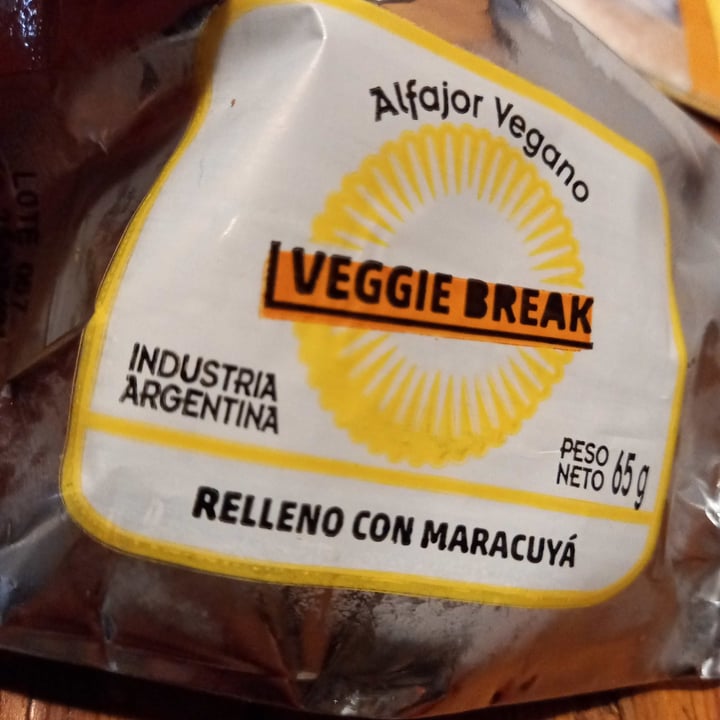 Alfajor Vegano
VEGGIE BREAK
INDUSTRIA
ARGENTINA
PESO
NETO 65 g
RELLENO CON MARACUYÁ
LOTE